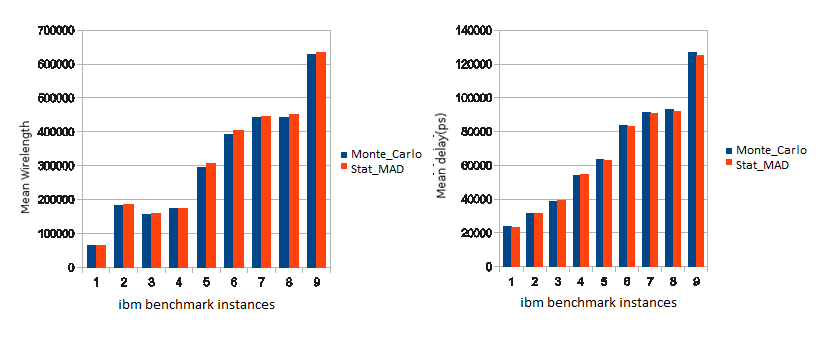 700000
600000
500000
400000
300000
200000
100000
0
Mean Wirelength
1 2 3 4 5 6 7 8 9
ibm benchmark instances
Monte_Carlo
Stat_MAD
140000
120000
100000
80000
60000
40000
20000
0
Mean delay(ps)
1 2 3 4 5 6 7 8 9
ibm benchmark instances
Monte_Carlo
Stat_MAD